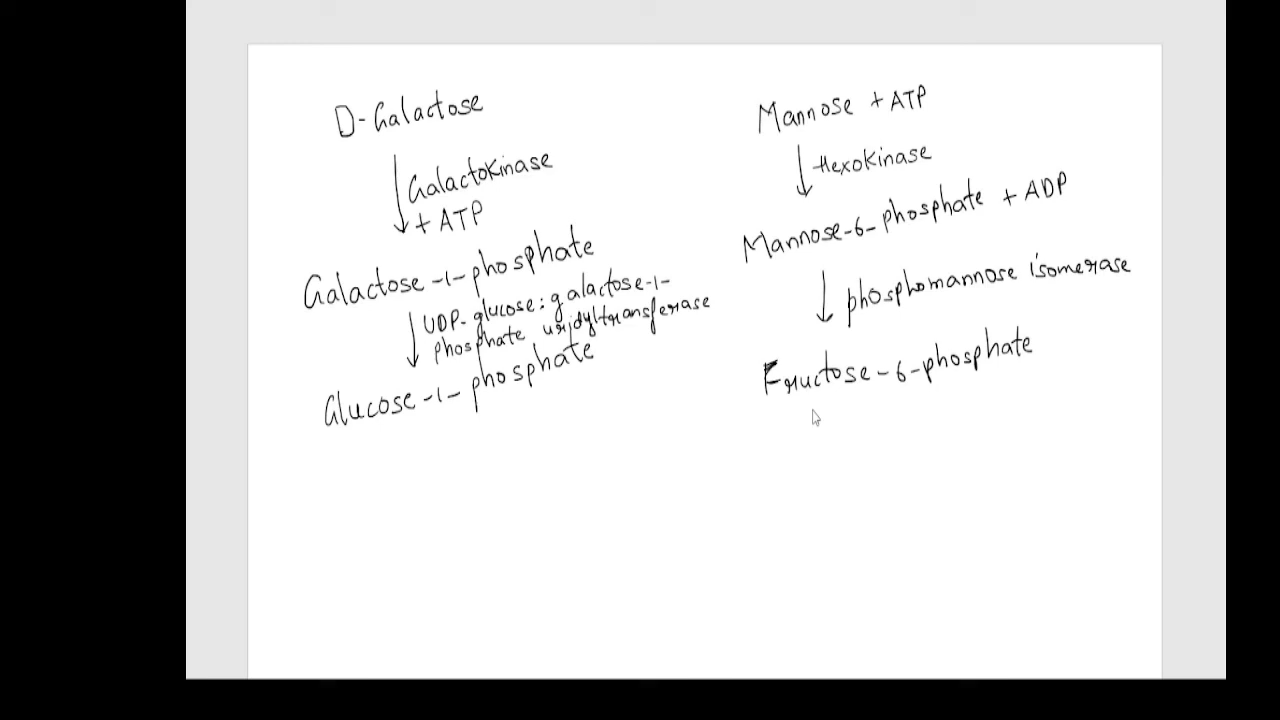 D-Galactose
Galactokinase
+ ATP
Galactose-1-phosphate
UDP-glucose: galactose-1-
phosphate uridyltransferase
Glucose-1-phosphate
Mannose + ATP
Hexokinase
Mannose-6-phosphate + ADP
phosphomannose isomerase
Fructose-6-phosphate